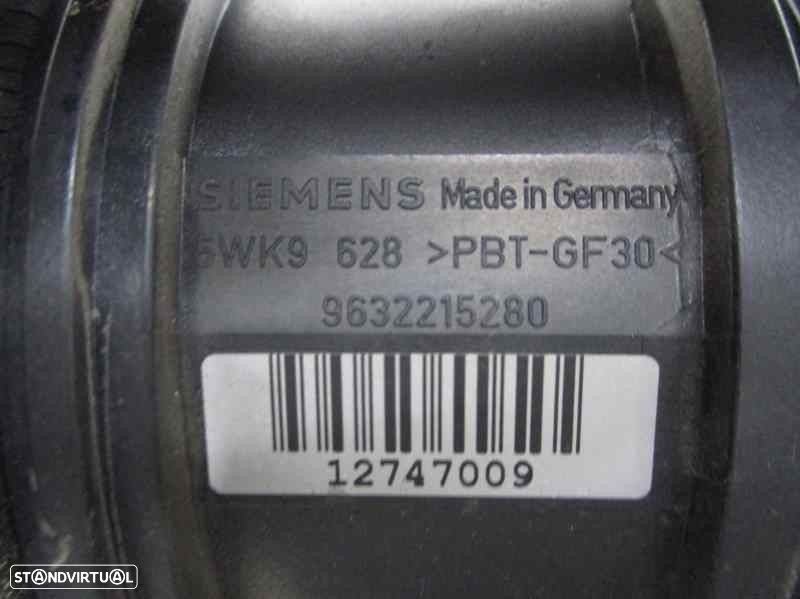 SIEMENS Made in Germany
5WK9 628 >PBT-GF30<
9632215280
12747009
STANDVIRTUAL